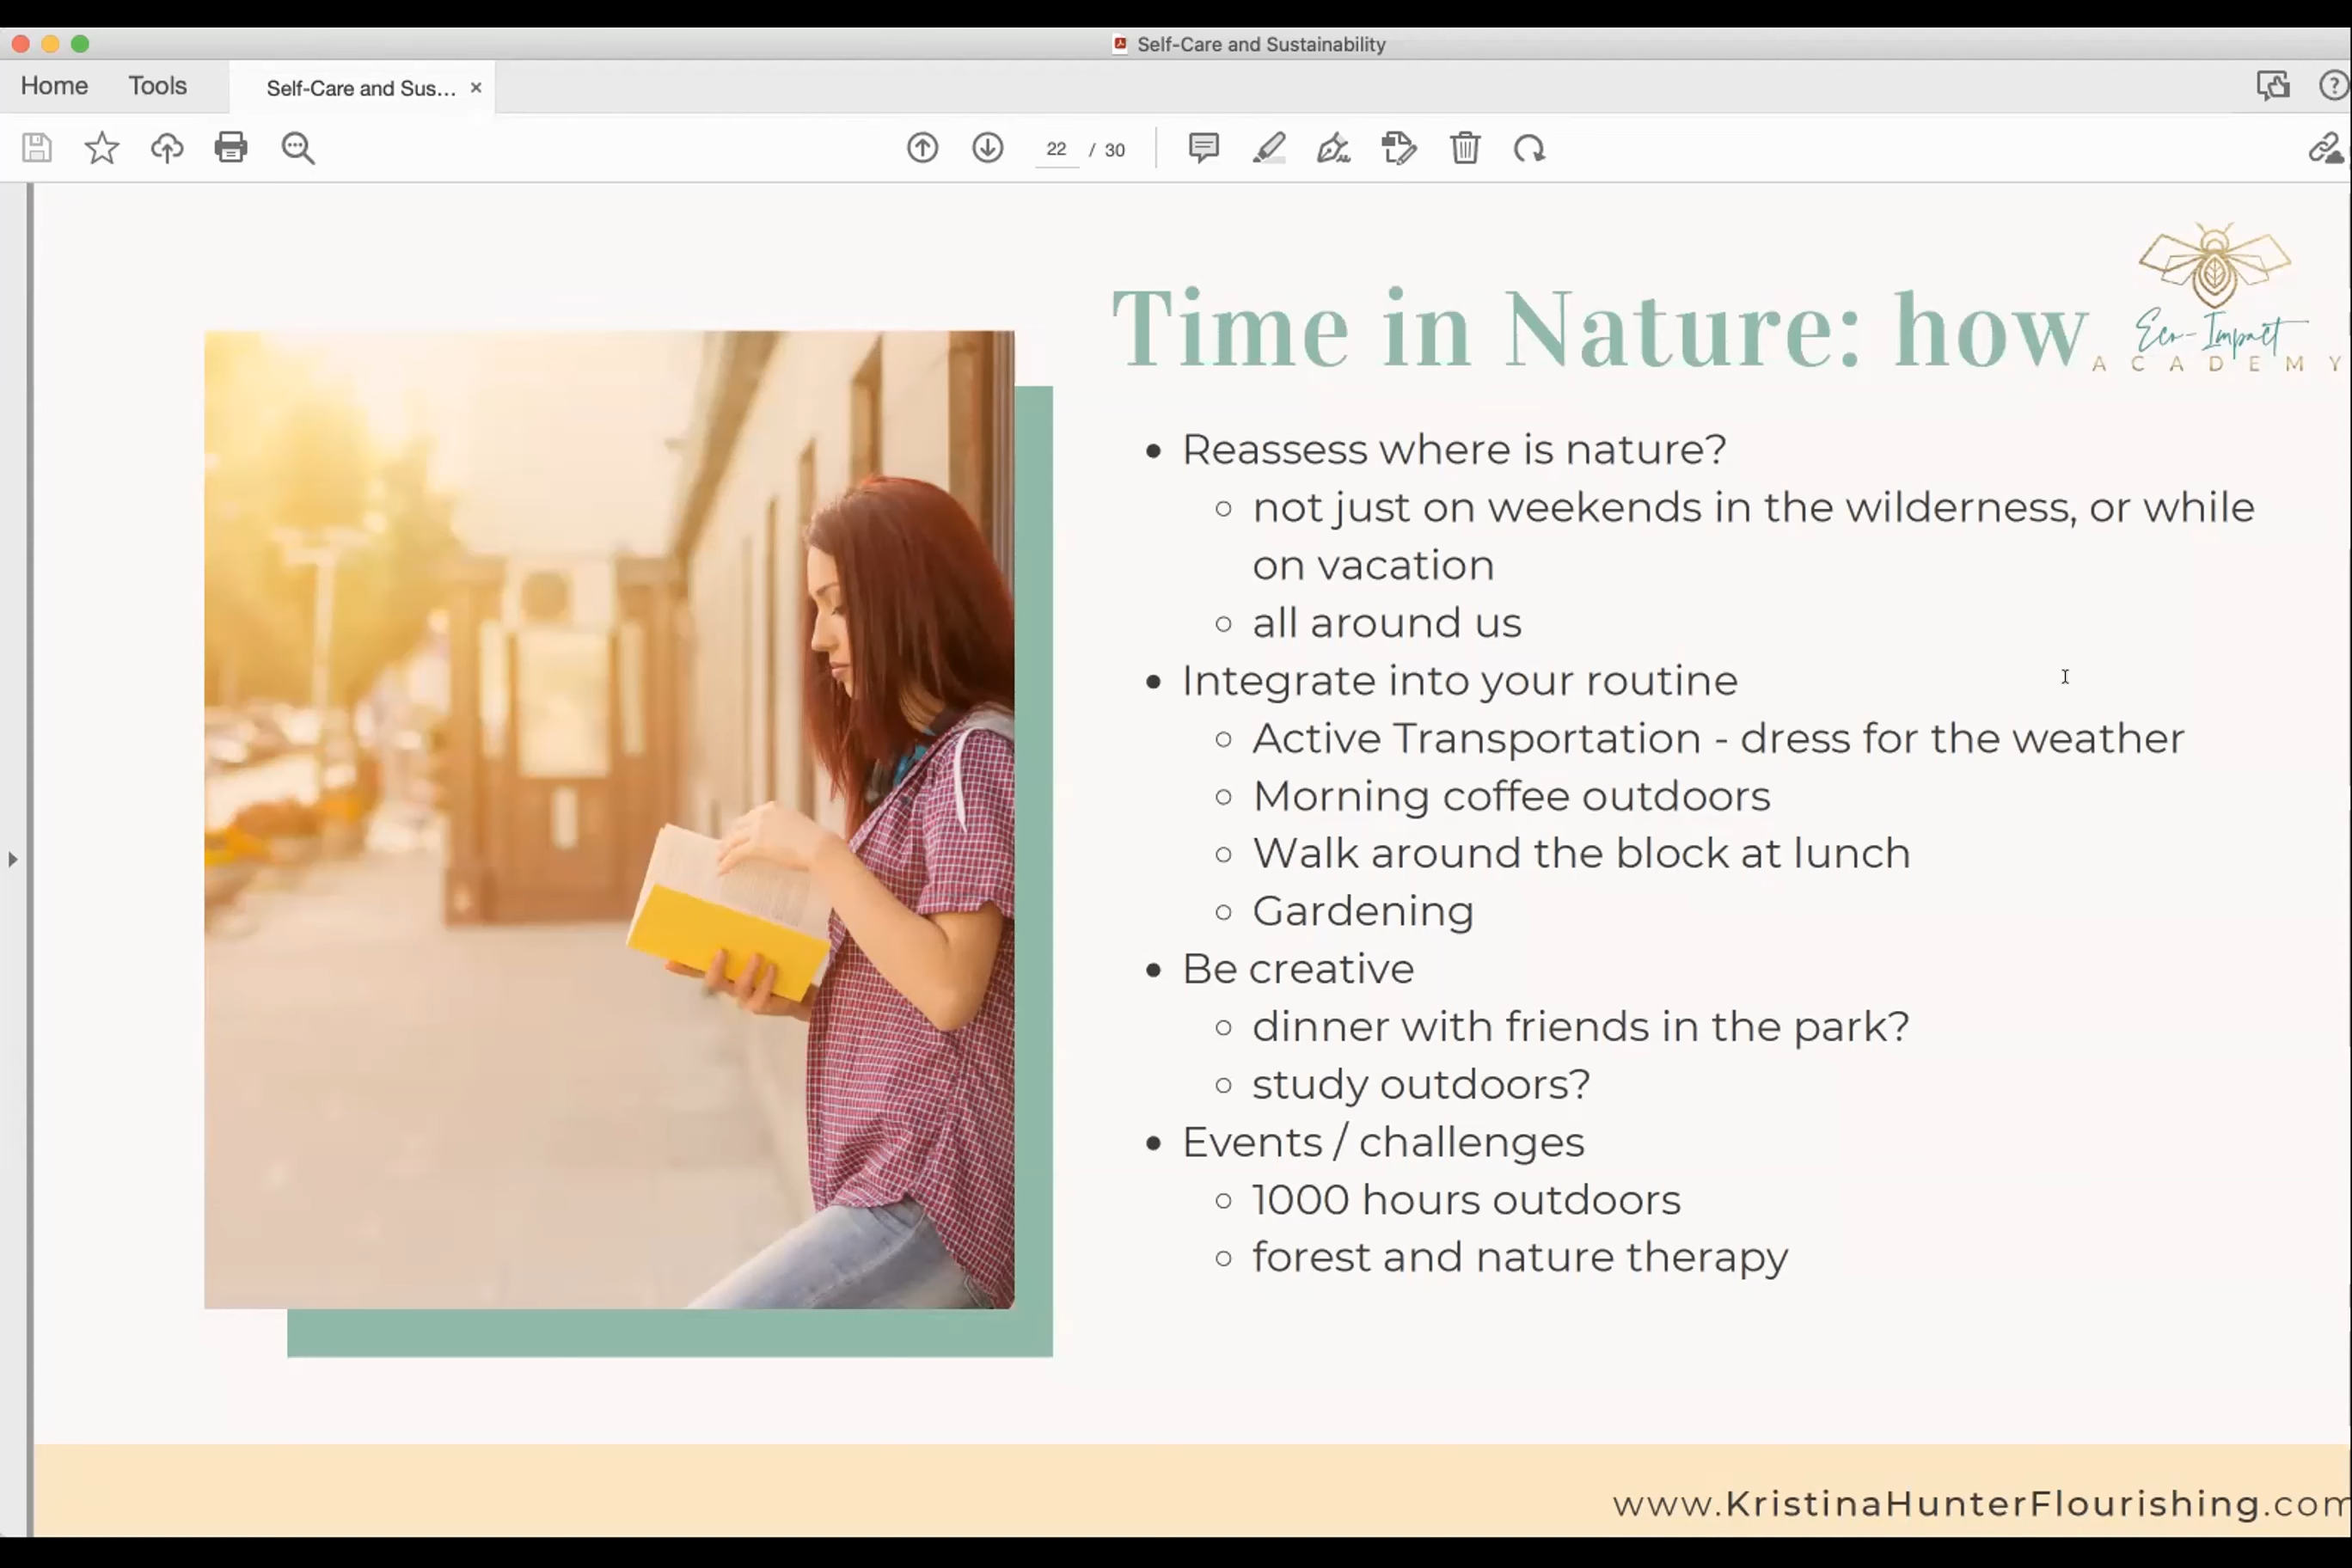 Self-Care and Sustainability
Home Tools Self-Care and Sus... ×
22 / 30
Time in Nature: how
Eco-Impact
ACADEMY
• Reassess where is nature?
○ not just on weekends in the wilderness, or while
on vacation
○ all around us
• Integrate into your routine
○ Active Transportation - dress for the weather
○ Morning coffee outdoors
○ Walk around the block at lunch
○ Gardening
• Be creative
○ dinner with friends in the park?
○ study outdoors?
• Events / challenges
○ 1000 hours outdoors
○ forest and nature therapy
www.KristinaHunterFlourishing.com